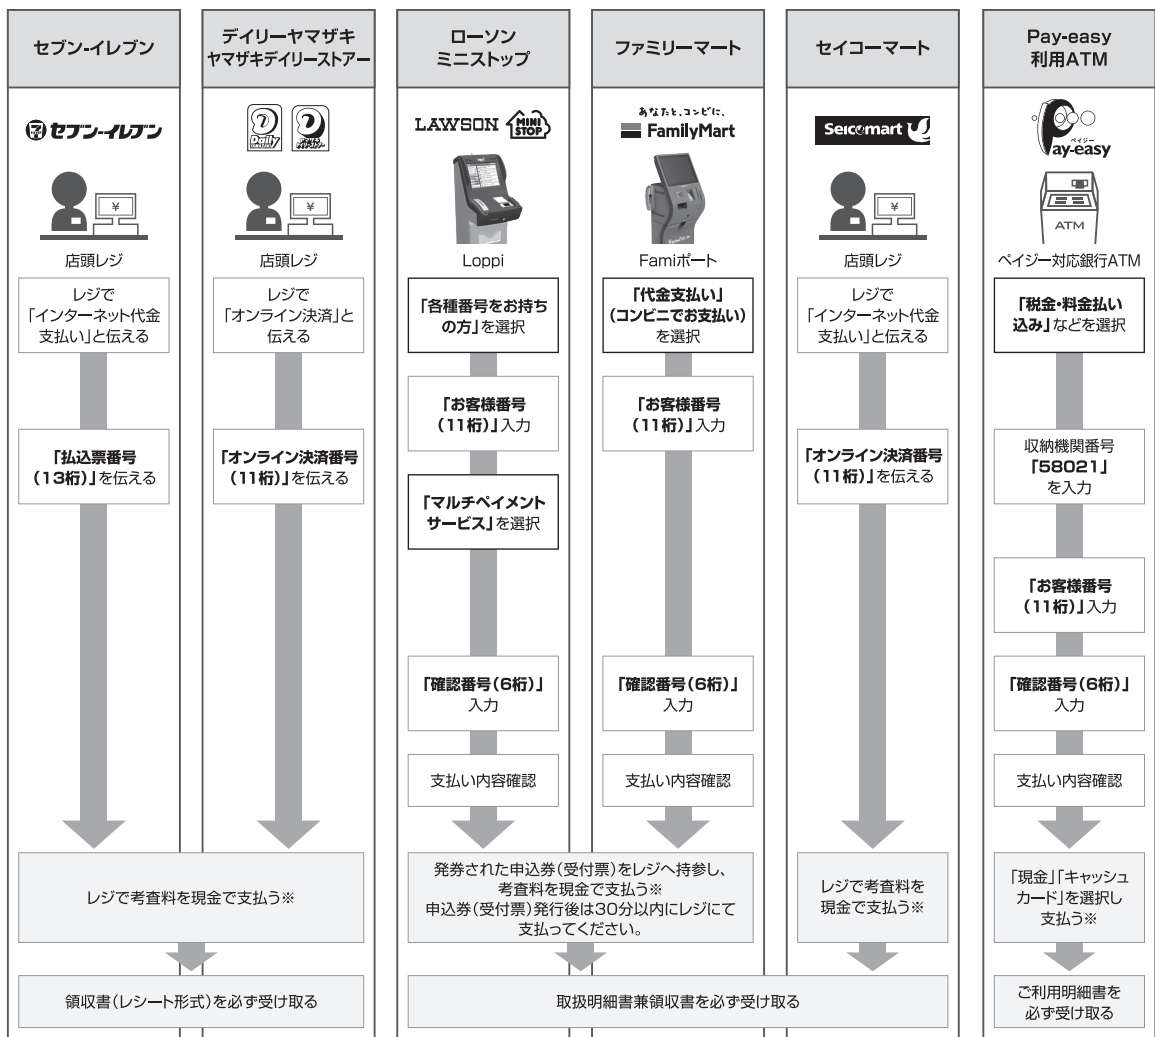 セブン-イレブン
デイリーヤマザキ
ヤマザキデイリーストアー
ローソン
ミニストップ
ファミリーマート
セイコーマート
Pay-easy
利用ATM
セブン-イレブン
Daily
LAWSON
MINI
STOP
あなたと、コンビに、
FamilyMart
Seicomart
ペイジー
Pay-easy
¥
¥
¥
ATM
店頭レジ
店頭レジ
Loppi
Famiポート
店頭レジ
ペイジー対応銀行ATM
レジで
「インターネット代金
支払い」と伝える
「払込票番号
(13桁)」を伝える
レジで
「オンライン決済」と
伝える
「オンライン決済番号
(11桁)」を伝える
「各種番号をお持ち
の方」を選択
「お客様番号
(11桁)」入力
「マルチペイメント
サービス」を選択
「確認番号(6桁)」
入力
支払い内容確認
「代金支払い」
(コンビニでお支払い)
を選択
「お客様番号
(11桁)」入力
「確認番号(6桁)」
入力
支払い内容確認
レジで
「インターネット代金
支払い」と伝える
「オンライン決済番号
(11桁)」を伝える
「税金・料金払い
込み」などを選択
収納機関番号
「58021」
を入力
「お客様番号
(11桁)」入力
「確認番号(6桁)」
入力
支払い内容確認
レジで考査料を現金で支払う※
発券された申込券(受付票)をレジへ持参し、
考査料を現金で支払う※
申込券(受付票)発行後は30分以内にレジにて
支払ってください。
レジで考査料を
現金で支払う※
「現金」「キャッシュ
カード」を選択し
支払う※
領収書(レシート形式)を必ず受け取る
取扱明細書兼領収書を必ず受け取る
ご利用明細書を
必ず受け取る